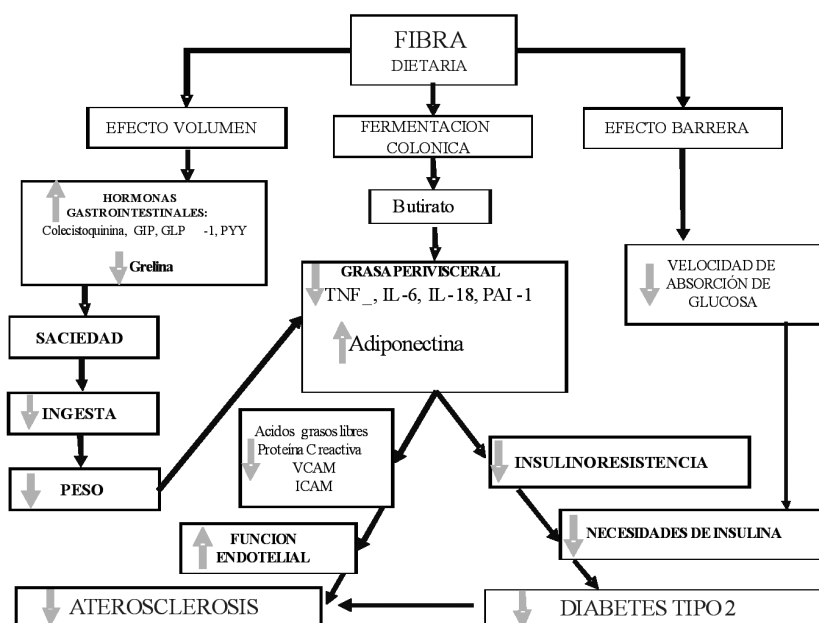 FIBRA
DIETARIA
EFECTO VOLUMEN
FERMENTACION
COLONICA
EFECTO BARRERA
HORMONAS
GASTROINTESTINALES:
Colecistoquinina, GIP, GLP -1, PYY
Grelina
Butirato
GRASA PERIVISCERAL
TNF_, IL-6, IL-18, PAI-1
Adiponectina
VELOCIDAD DE
ABSORCIÓN DE
GLUCOSA
SACIEDAD
INGESTA
PESO
Acidos grasos libres
Proteina C reactiva
VCAM
ICAM
INSULINORESISTENCIA
FUNCION
ENDOTELIAL
NECESIDADES DE INSULINA
ATEROSCLEROSIS
DIABETES TIPO 2